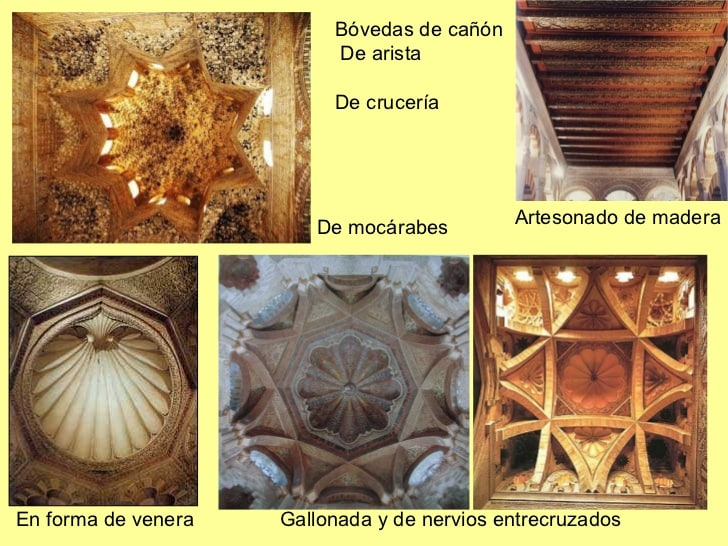 Bóvedas de cañón
De arista
De crucería
De mocárabes
Artesonado de madera
En forma de venera
Gallonada y de nervios entrecruzados